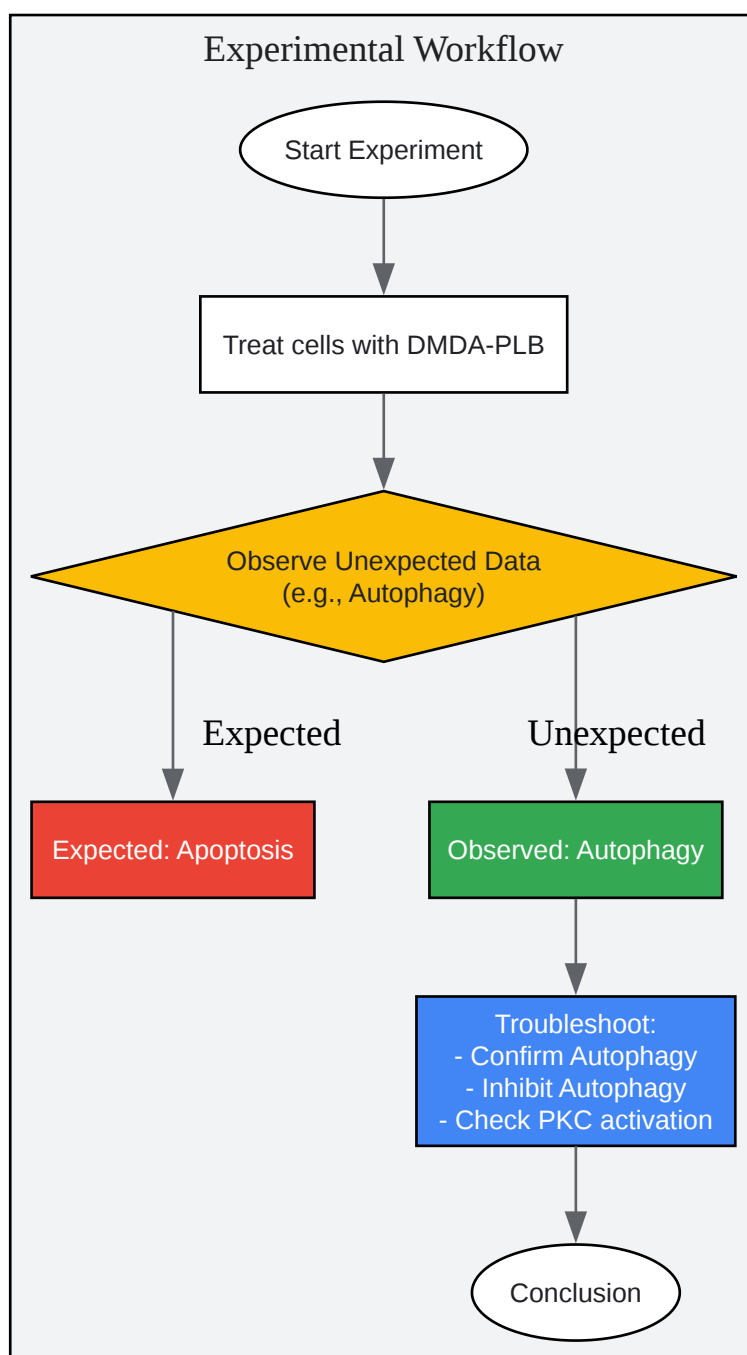 Experimental Workflow
Start Experiment
Treat cells with DMDA-PLB
Observe Unexpected Data
(e.g., Autophagy)
Expected
Unexpected
Expected: Apoptosis
Observed: Autophagy
Troubleshoot:
- Confirm Autophagy
- Inhibit Autophagy
- Check PKC activation
Conclusion